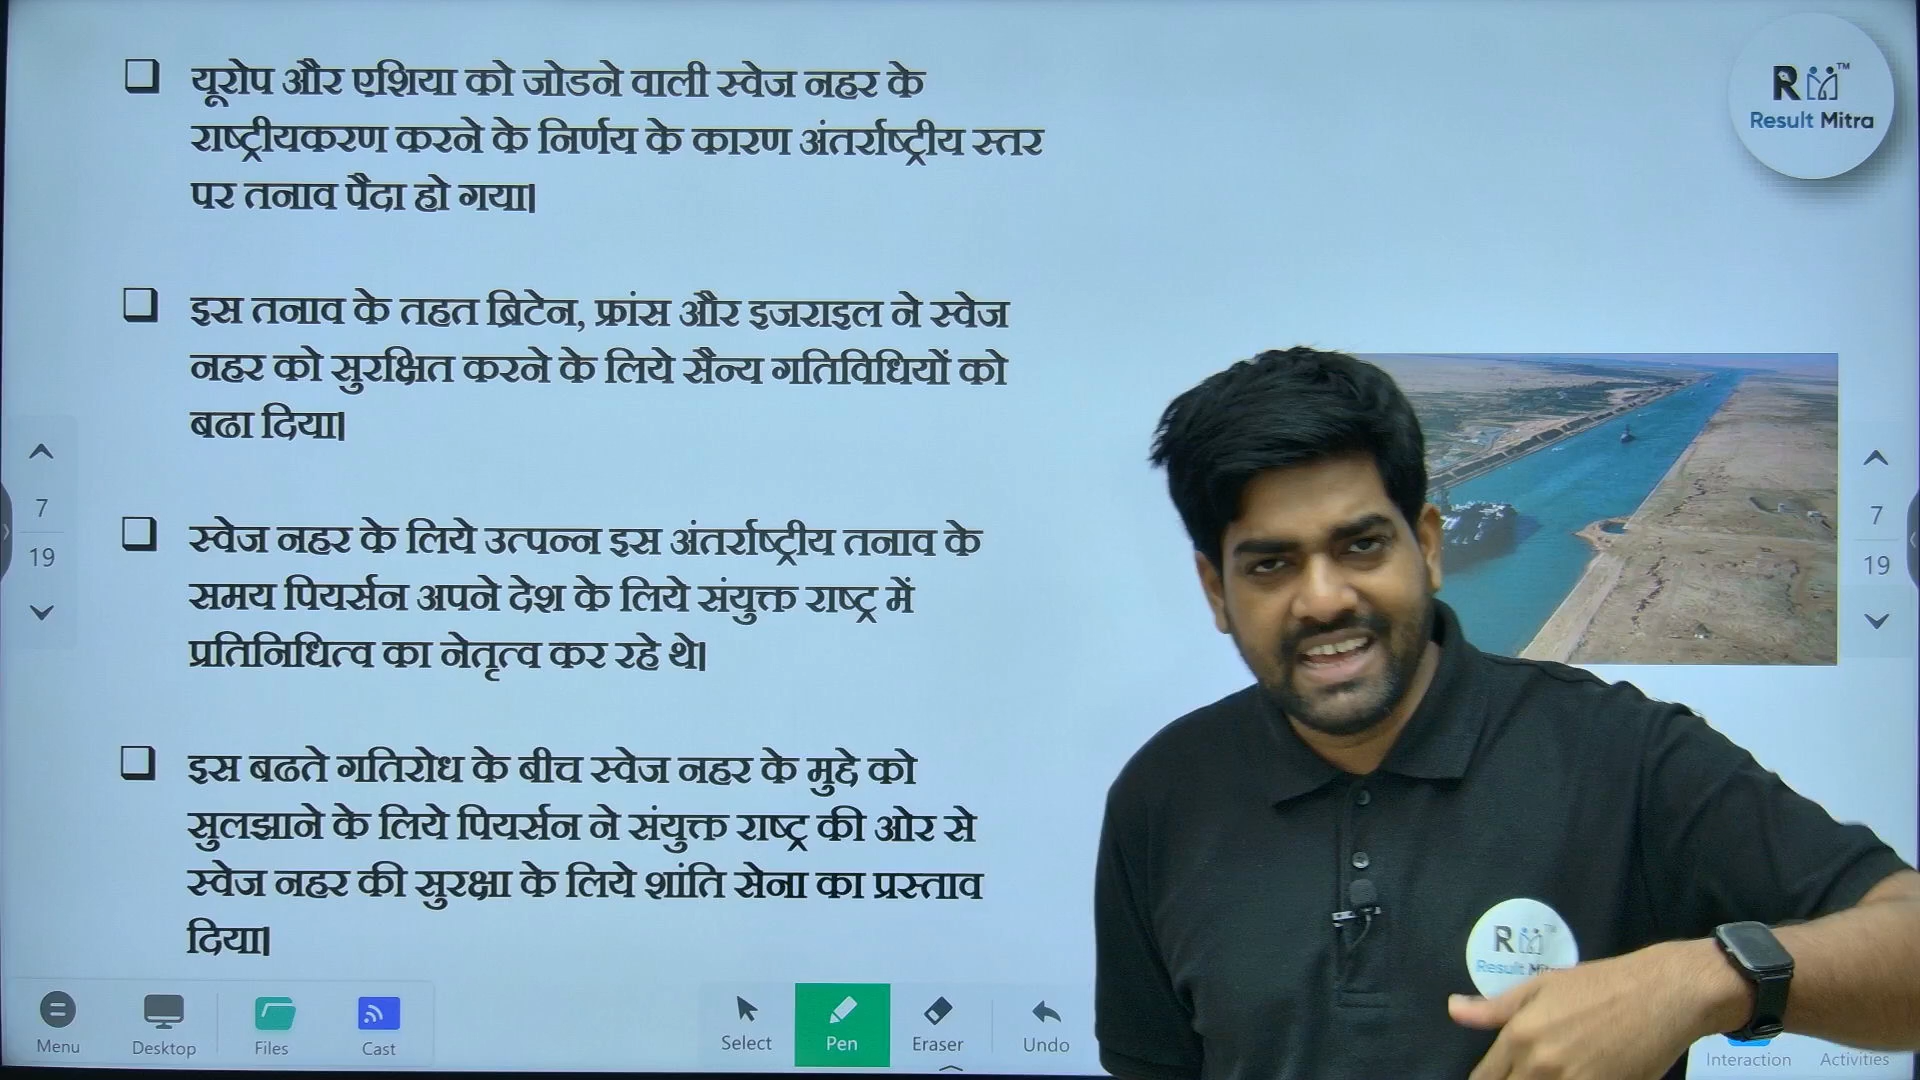 यूरोप और एशिया को जोडने वाली स्वेज नहर के
राष्ट्रीयकरण करने के निर्णय के कारण अंतर्राष्ट्रीय स्तर
पर तनाव पैदा हो गया।
इस तनाव के तहत ब्रिटेन, फ्रांस और इजराइल ने स्वेज
नहर को सुरक्षित करने के लिये सैन्य गतिविधियों को
बढा दिया।
स्वेज नहर के लिये उत्पन्न इस अंतर्राष्ट्रीय तनाव के
समय पियर्सन अपने देश के लिये संयुक्त राष्ट्र में
प्रतिनिधित्व का नेतृत्व कर रहे थे।
इस बढते गतिरोध के बीच स्वेज नहर के मुद्दे को
सुलझाने के लिये पियर्सन ने संयुक्त राष्ट्र की ओर से
स्वेज नहर की सुरक्षा के लिये शांति सेना का प्रस्ताव
दिया।
RM™
Result Mitra
7
19
7
19
R
Result
Menu
Desktop
Files
Cast
Select
Pen
Eraser
Undo
Interaction
Activities